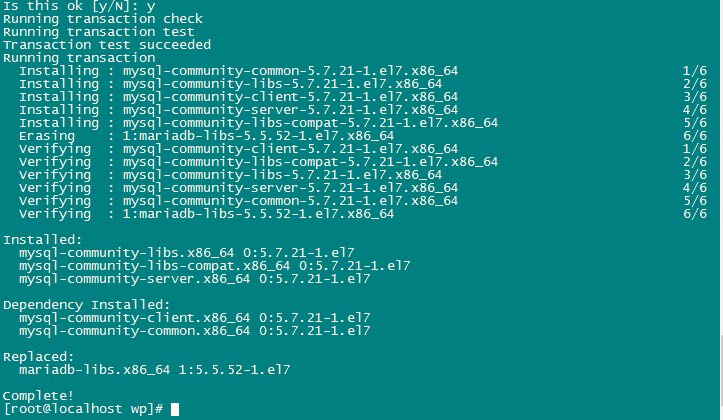 Is this ok [y/N]: y
Running transaction check
Running transaction test
Transaction test succeeded
Running transaction
  Installing : mysql-community-common-5.7.21-1.el7.x86_64 1/6
  Installing : mysql-community-libs-5.7.21-1.el7.x86_64 2/6
  Installing : mysql-community-client-5.7.21-1.el7.x86_64 3/6
  Installing : mysql-community-server-5.7.21-1.el7.x86_64 4/6
  Installing : mysql-community-libs-compat-5.7.21-1.el7.x86_64 5/6
  Erasing    : 1:mariadb-libs-5.5.52-1.el7.x86_64 6/6
  Verifying  : mysql-community-client-5.7.21-1.el7.x86_64 1/6
  Verifying  : mysql-community-libs-compat-5.7.21-1.el7.x86_64 2/6
  Verifying  : mysql-community-libs-5.7.21-1.el7.x86_64 3/6
  Verifying  : mysql-community-server-5.7.21-1.el7.x86_64 4/6
  Verifying  : mysql-community-common-5.7.21-1.el7.x86_64 5/6
  Verifying  : 1:mariadb-libs-5.5.52-1.el7.x86_64 6/6
Installed:
  mysql-community-libs.x86_64 0:5.7.21-1.el7
  mysql-community-libs-compat.x86_64 0:5.7.21-1.el7
  mysql-community-server.x86_64 0:5.7.21-1.el7
Dependency Installed:
  mysql-community-client.x86_64 0:5.7.21-1.el7
  mysql-community-common.x86_64 0:5.7.21-1.el7
Replaced:
  mariadb-libs.x86_64 1:5.5.52-1.el7
Complete!
[root@localhost wp]#